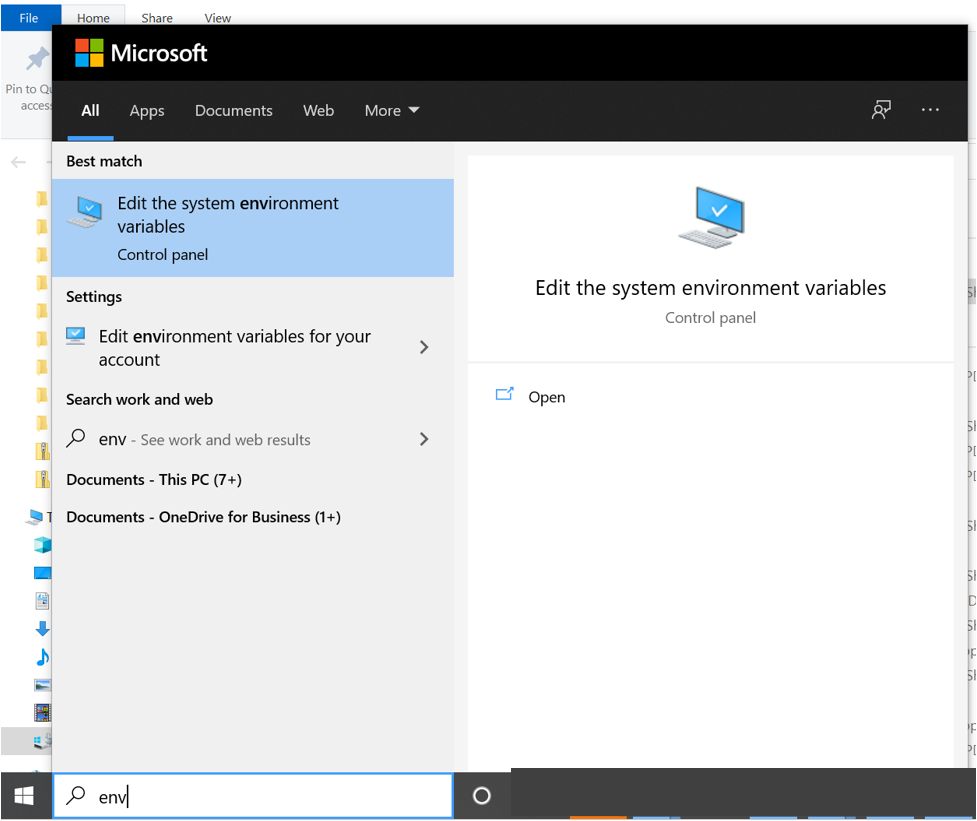 File
Home
Share
View
Pin to Qu
access
Microsoft
All
Apps
Documents
Web
More
Best match
Edit the system environment
variables
Control panel
Settings
Edit environment variables for your
account
Search work and web
env - See work and web results
Documents - This PC (7+)
Documents - OneDrive for Business (1+)
Edit the system environment variables
Control panel
Open
env